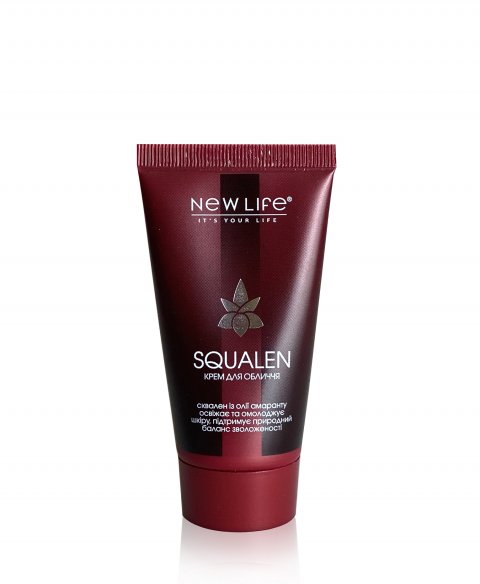 NEW LIFE®
IT'S YOUR LIFE
SQUALEN
КРЕМ ДЛЯ ОБЛИЧЧЯ
сквален із олії амаранту
освіжає та омолоджує
шкіру, підтримує природний
баланс зволоженості